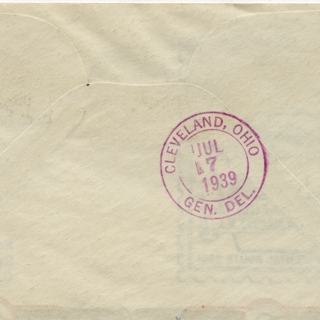 CLEVELAND, OHIO
JUL
17
1939
GEN. DEL.